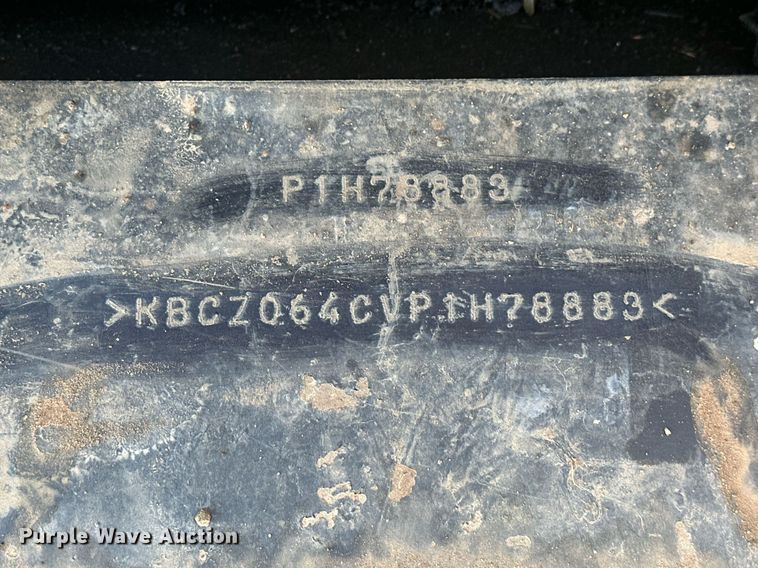 P1H78883
>KBCZ064CVP1H78883<
Purple Wave Auction